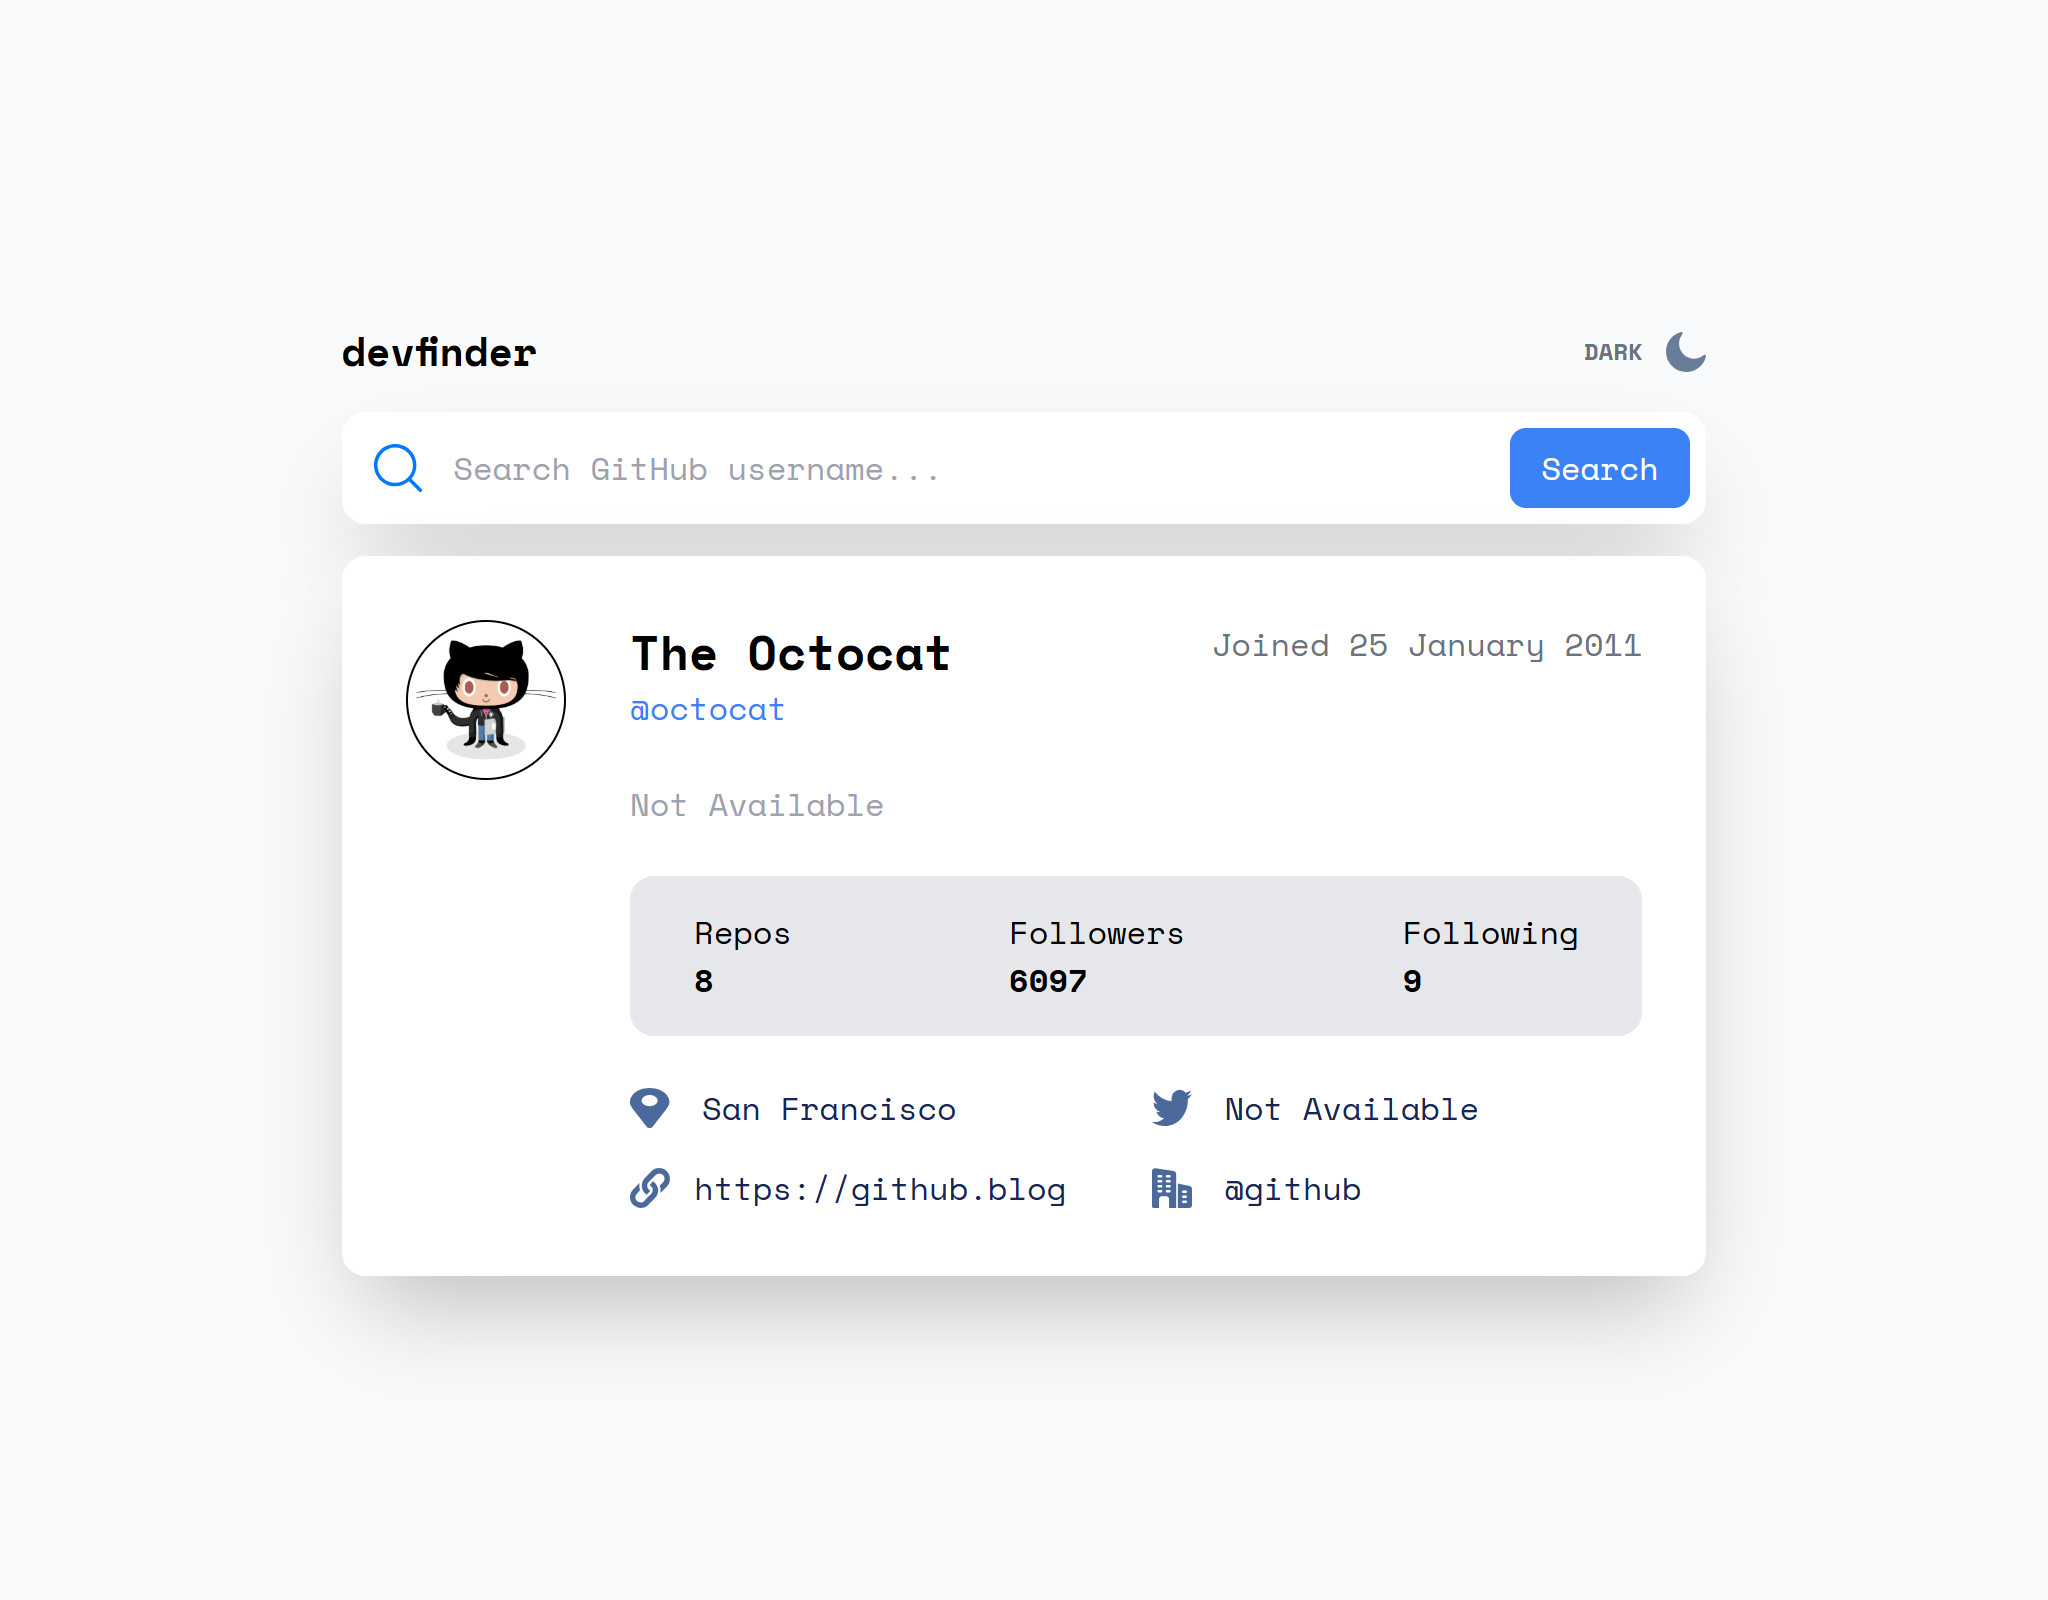 devfinder
DARK
Search GitHub username...
Search
The Octocat
Joined 25 January 2011
@octocat
Not Available
Repos
Followers
Following
8
6097
9
San Francisco
Not Available
https://github.blog
@github